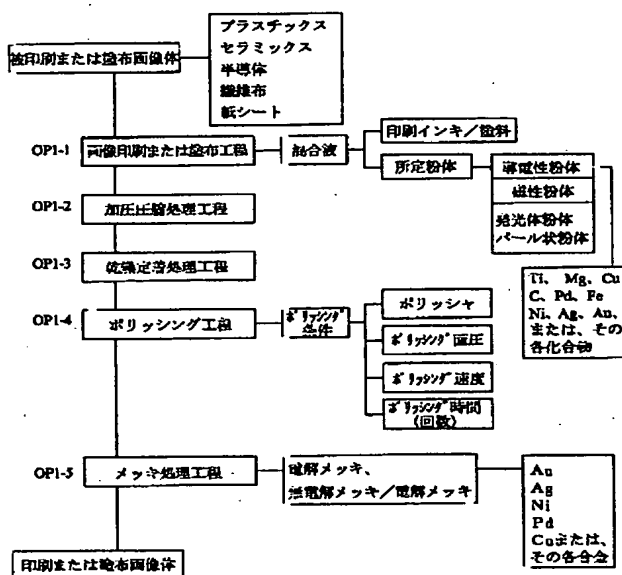 プラスチックス
セラミックス
半導体
繊維布
紙シート
被印刷または塗布画像体
OP1-1
画像印刷または塗布工程
混合液
印刷インキ/塗料
所定粉体
導電性粉体
磁性粉体
発光体粉体
パール状粉体
Ti、Mg、Cu
C、Pd、Fe
Ni、Ag、Au、
または、その
各化合物
OP1-2
加圧圧縮処理工程
OP1-3
乾燥定着処理工程
OP1-4
ポリッシング工程
ポリッシング
条件
ポリッシャ
ポリッシング面圧
ポリッシング速度
ポリッシング時間
(回数)
OP1-5
メッキ処理工程
電解メッキ、
無電解メッキ/電解メッキ
Au
Ag
Ni
Pd
Cuまたは、
その各合金
印刷または塗布画像体